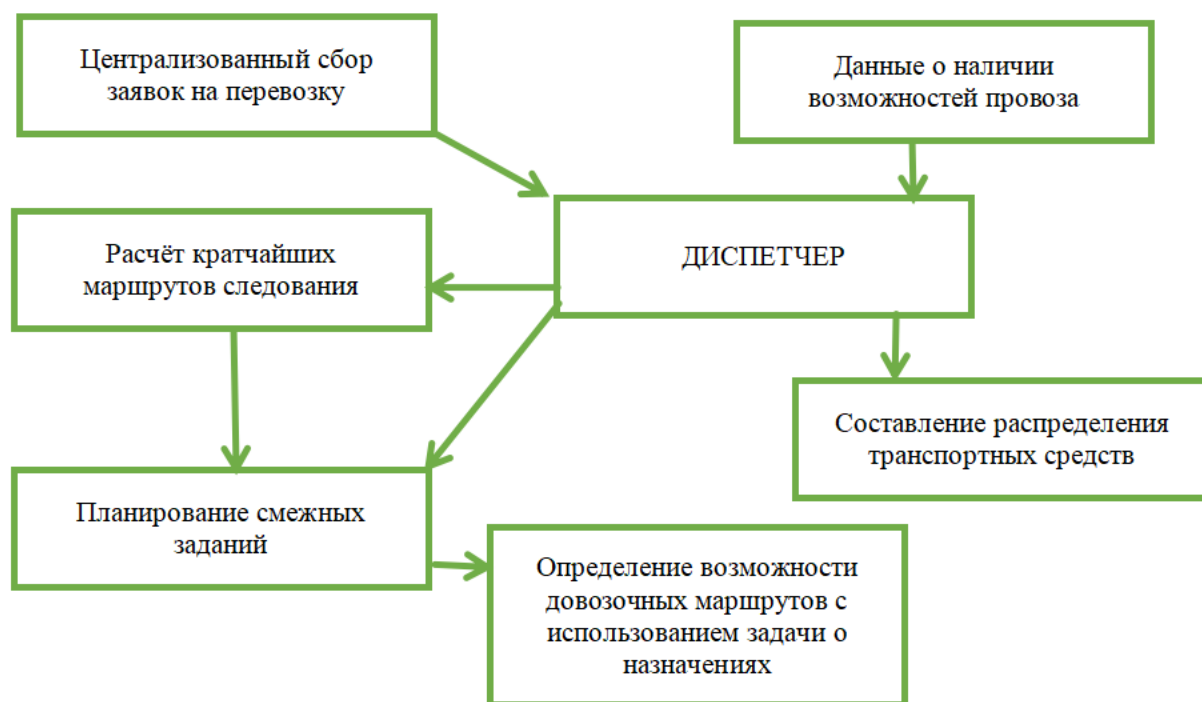 Централизованный сбор
заявок на перевозку
Данные о наличии
возможностей провоза
Расчёт кратчайших
маршрутов следования
ДИСПЕТЧЕР
Составление распределения
транспортных средств
Планирование смежных
заданий
Определение возможности
довозочных маршрутов с
использованием задачи о
назначениях